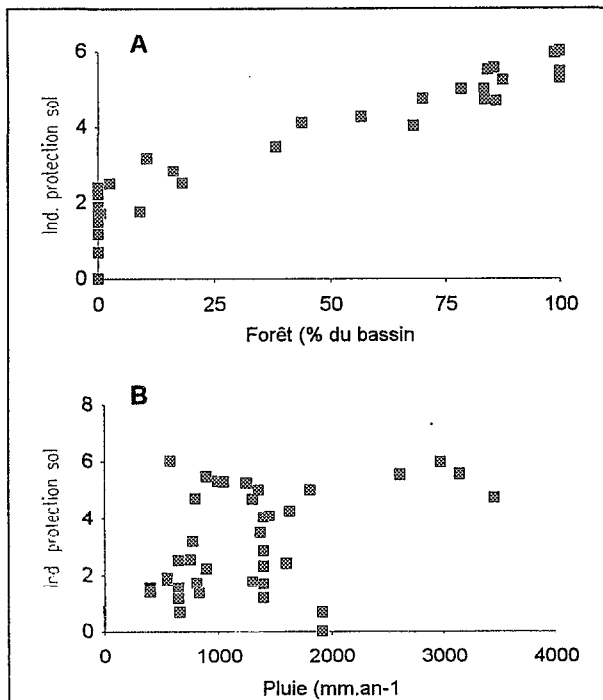 A
6
4
2
0
Ind. protection sol
0 25 50 75 100
Forêt (% du bassin
B
8
6
4
2
0
Ind protection sol
0 1000 2000 3000 4000
Pluie (mm.an-1